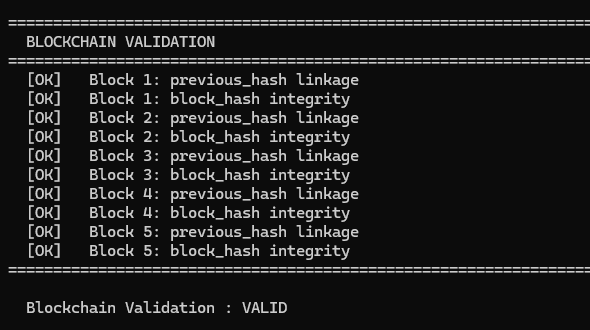 =================================================================
BLOCKCHAIN VALIDATION
=================================================================
[OK]   Block 1: previous_hash linkage
[OK]   Block 1: block_hash integrity
[OK]   Block 2: previous_hash linkage
[OK]   Block 2: block_hash integrity
[OK]   Block 3: previous_hash linkage
[OK]   Block 3: block_hash integrity
[OK]   Block 4: previous_hash linkage
[OK]   Block 4: block_hash integrity
[OK]   Block 5: previous_hash linkage
[OK]   Block 5: block_hash integrity
=================================================================
Blockchain Validation : VALID